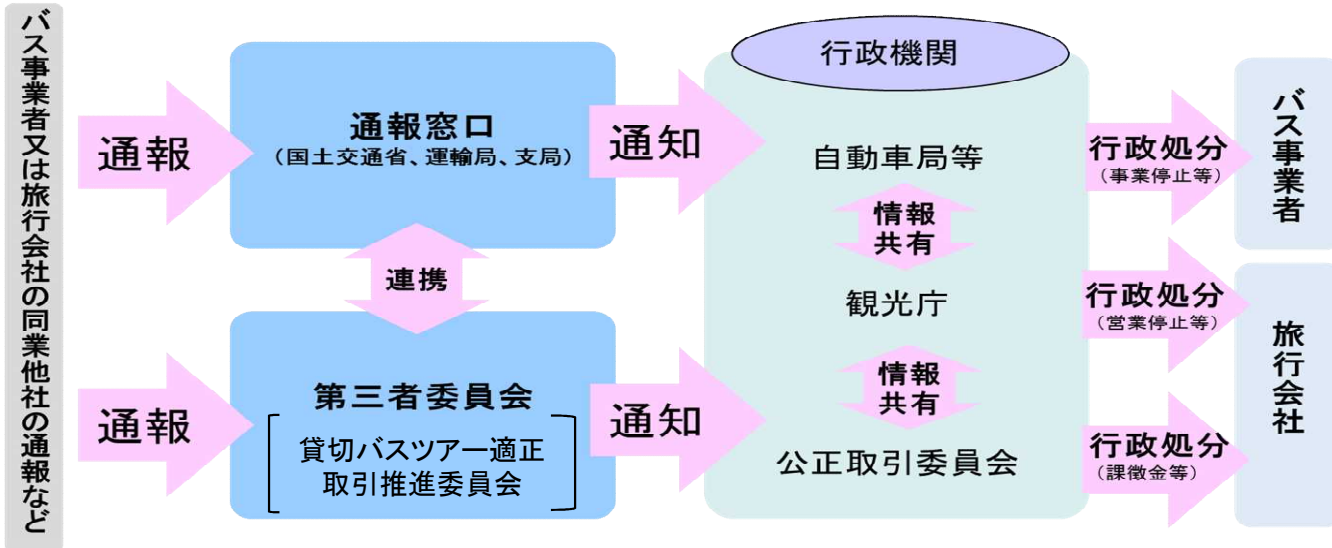 バス事業者又は旅行会社の同業他社の通報など
通報
通報窓口
（国土交通省、運輸局、支局）
通知
連携
通報
第三者委員会
貸切バスツアー適正
取引推進委員会
通知
行政機関
自動車局等
情報
共有
観光庁
情報
共有
公正取引委員会
行政処分
（事業停止等）
バス事業者
行政処分
（営業停止等）
行政処分
（課徴金等）
旅行会社